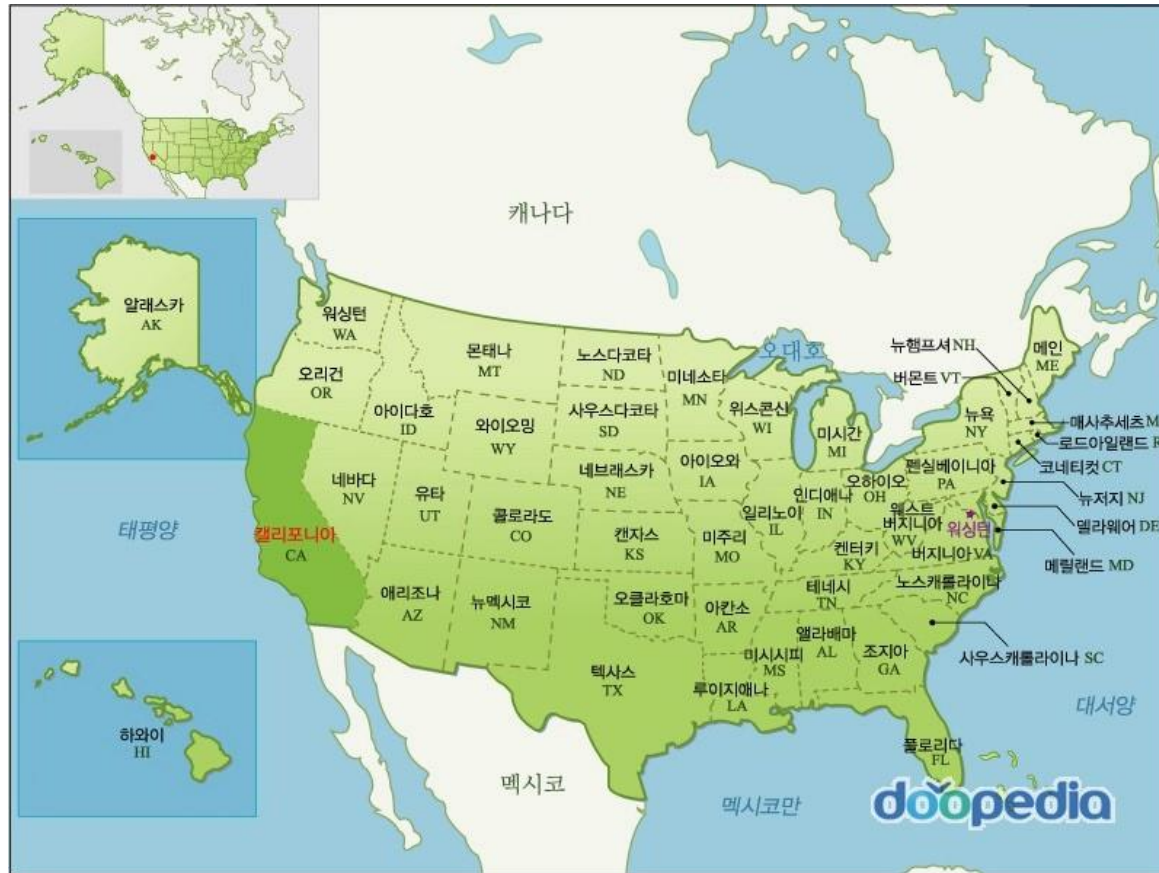 캐나다
알래스카
AK
워싱턴
WA
몬태나
MT
노스다코타
ND
미네소타
MN
오대호
뉴햄프셔 NH
버몬트 VT
메인
ME
오리건
OR
아이다호
ID
와이오밍
WY
사우스다코타
SD
위스콘신
WI
미시간
MI
뉴욕
NY
매사추세츠 M
로드아일랜드 R
코네티컷 CT
네바다
NV
유타
UT
콜로라도
CO
네브래스카
NE
아이오와
IA
일리노이
IL
인디애나
IN
오하이오
OH
펜실베이니아
PA
뉴저지 NJ
델라웨어 DE
메릴랜드 MD
태평양
캘리포니아
CA
캔자스
KS
미주리
MO
켄터키
KY
웨스트
버지니아
WV
워싱턴
버지니아 VA
애리조나
AZ
뉴멕시코
NM
오클라호마
OK
아칸소
AR
테네시
TN
노스캐롤라이나
NC
사우스캐롤라이나 SC
텍사스
TX
루이지애나
LA
미시시피
MS
앨라배마
AL
조지아
GA
대서양
하와이
HI
플로리다
FL
멕시코
멕시코만
doopedia